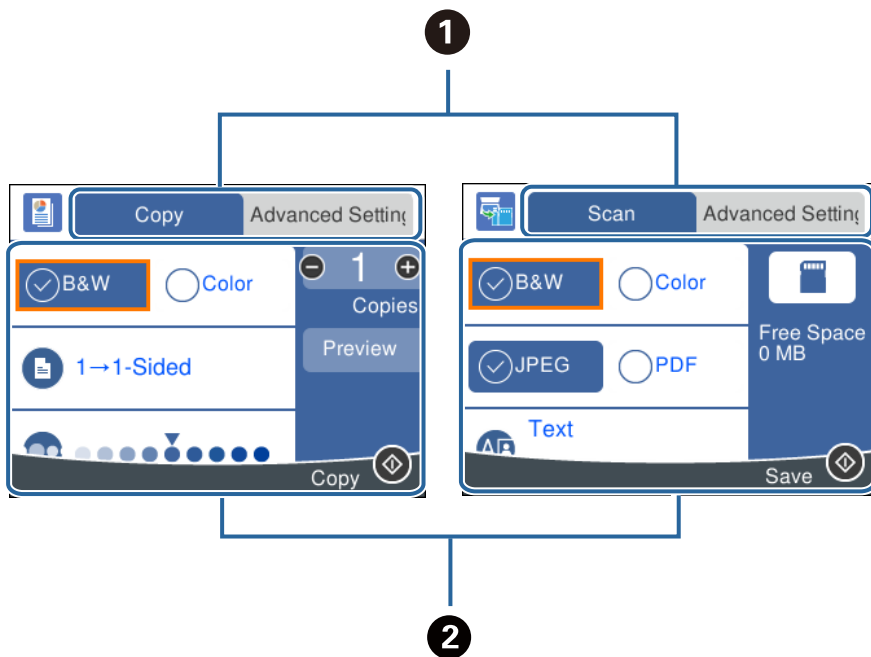 1
Copy Advanced Setting
B&W Color
1
Copies
Preview
1→1-Sided
Copy
Scan Advanced Setting
B&W Color
JPEG PDF
Free Space
0 MB
Text
A
Save
2